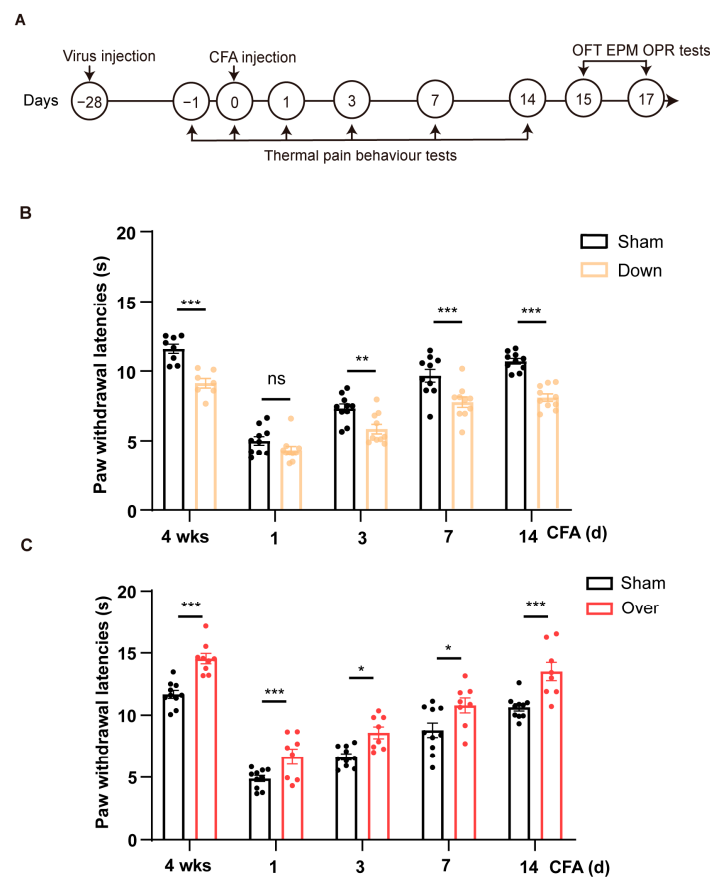 A
Virus injection
CFA injection
OFT EPM OPR tests
Days
−28
−1
0
1
3
7
14
15
17
Thermal pain behaviour tests
B
Paw withdrawal latencies (s)
20
15
10
5
0
Sham
Down
***
ns
**
***
***
4 wks
1
3
7
14
CFA (d)
C
Paw withdrawal latencies (s)
20
15
10
5
0
Sham
Over
***
***
*
*
***
4 wks
1
3
7
14
CFA (d)